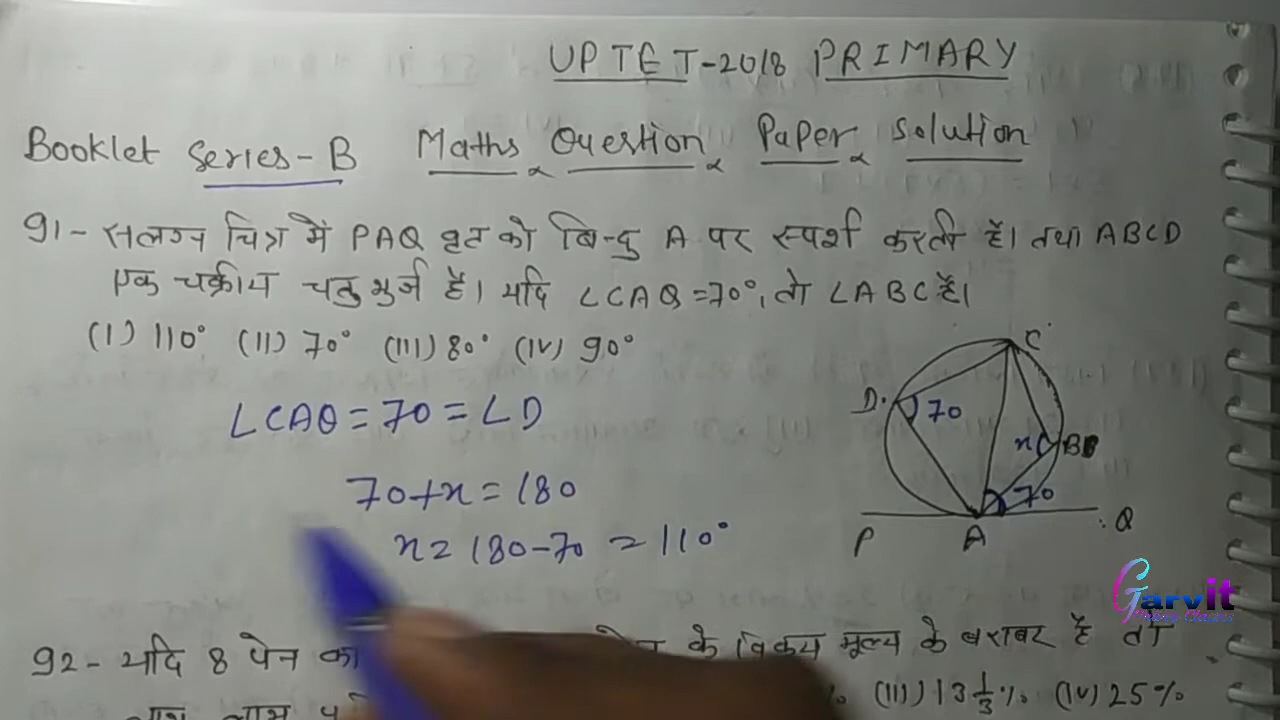 UPTET-2018 PRIMARY
Booklet Series-B Maths Question Paper Solution
91- सलग्न चित्र में PAQ वृत को बिन्दु A पर स्पर्श करती है। तथा ABCD
एक चक्रीय चतुर्भुर्ज है। यदि ∠CAQ=70°, तो ∠ABC है।
(I) 110° (II) 70° (III) 80° (IV) 90°
C
∠CAQ = 70 = ∠D
D. 70
x B
70+x = 180
70
P A Q
x = 180-70 = 110°
Garvit
92- यदि 8 पेन का के विक्रय मूल्य के बराबर है तो
% (III) 13 1/3% (IV) 25%